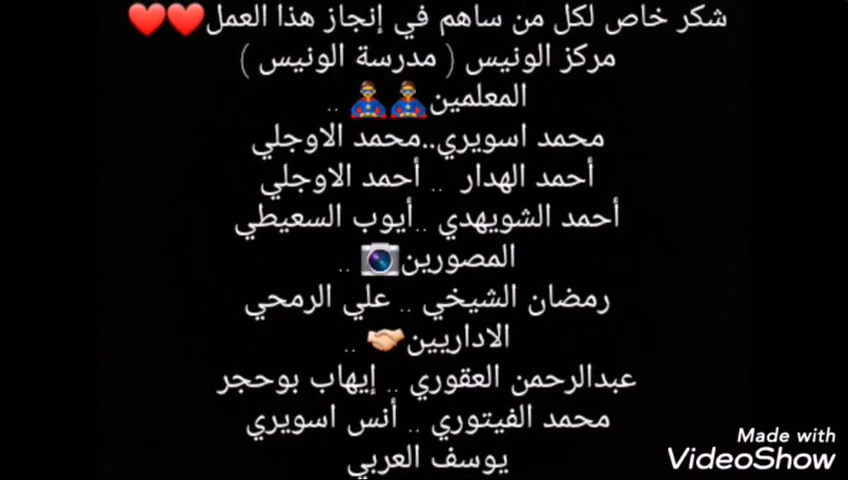 شكر خاص لكل من ساهم في إنجاز هذا العمل❤️❤️
مركز الونيس ( مدرسة الونيس )
المعلمين🦸‍♂️🦸‍♂️ ..
محمد اسويري..محمد الاوجلي
أحمد الهدار .. أحمد الاوجلي
أحمد الشويهدي ..أيوب السعيطي
المصورين📷 ..
رمضان الشيخي .. علي الرمحي
الاداريين🤝🏻 ..
عبدالرحمن العقوري .. إيهاب بوحجر
محمد الفيتوري .. أنس اسويري
يوسف العربي
Made with
VideoShow